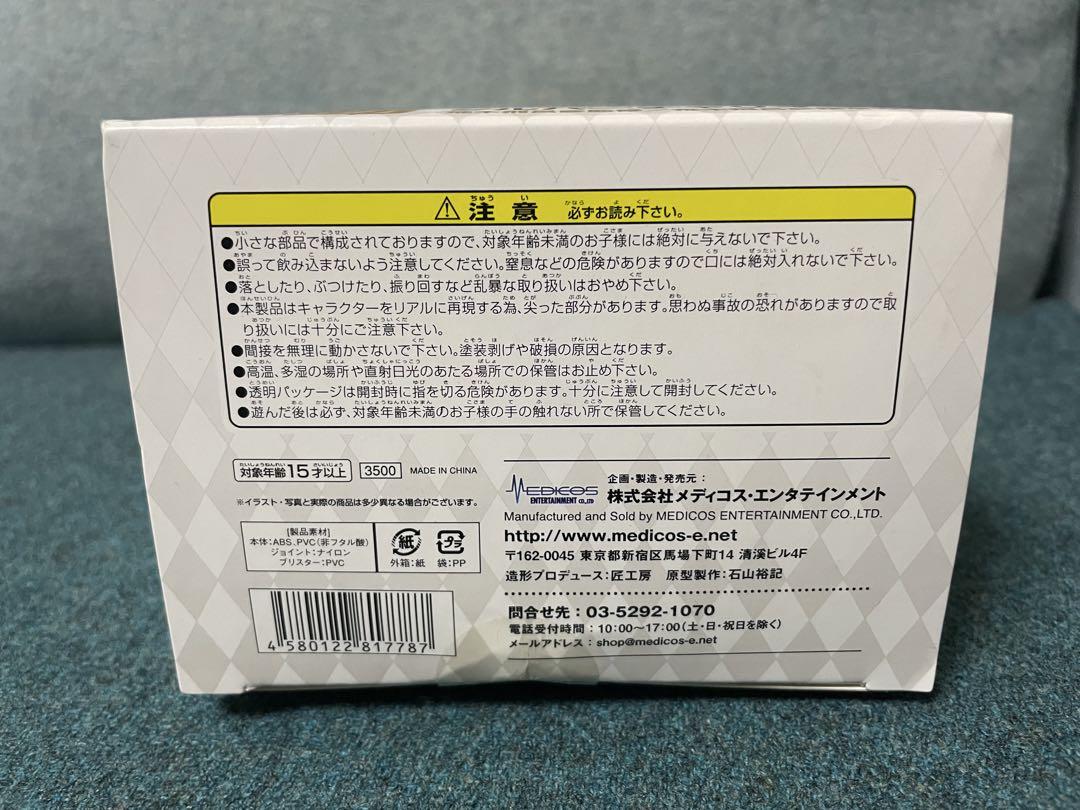 注意 必ずお読み下さい。
●小さな部品で構成されておりますので、対象年齢未満のお子様には絶対に与えないで下さい。
●誤って飲み込まないよう注意してください。窒息などの危険がありますので口には絶対入れないで下さい。
●落としたり、ぶつけたり、振り回すなど乱暴な取り扱いはおやめ下さい。
●本製品はキャラクターをリアルに再現する為、尖った部分があります。思わぬ事故の恐れがありますので取
り扱いには十分にご注意下さい。
●間接を無理に動かさないで下さい。塗装剥げや破損の原因となります。
●高温、多湿の場所や直射日光のあたる場所での保管はお止め下さい。
●透明パッケージは開封時に指を切る危険があります。十分に注意して開封してください。
●遊んだ後は必ず、対象年齢未満のお子様の手の触れない所で保管してください。
対象年齢15才以上 3500 MADE IN CHINA
※イラスト・写真と実際の商品は多少異なる場合がございます。
[製品素材]
本体:ABS、PVC(非フタル酸)
ジョイント:ナイロン
ブリスター:PVC
紙 プラ
外箱:紙 袋:PP
4 580122 817787
MEDICOS
ENTERTAINMENT CO.,LTD
企画・製造・発売元:
株式会社メディコス・エンタテインメント
Manufactured and Sold by MEDICOS ENTERTAINMENT CO.,LTD.
http://www.medicos-e.net
〒162-0045 東京都新宿区馬場下町14 清溪ビル4F
造形プロデュース:匠工房 原型製作:石山裕記
問合せ先:03-5292-1070
電話受付時間:10:00～17:00(土・日・祝日を除く)
メールアドレス:shop@medicos-e.net